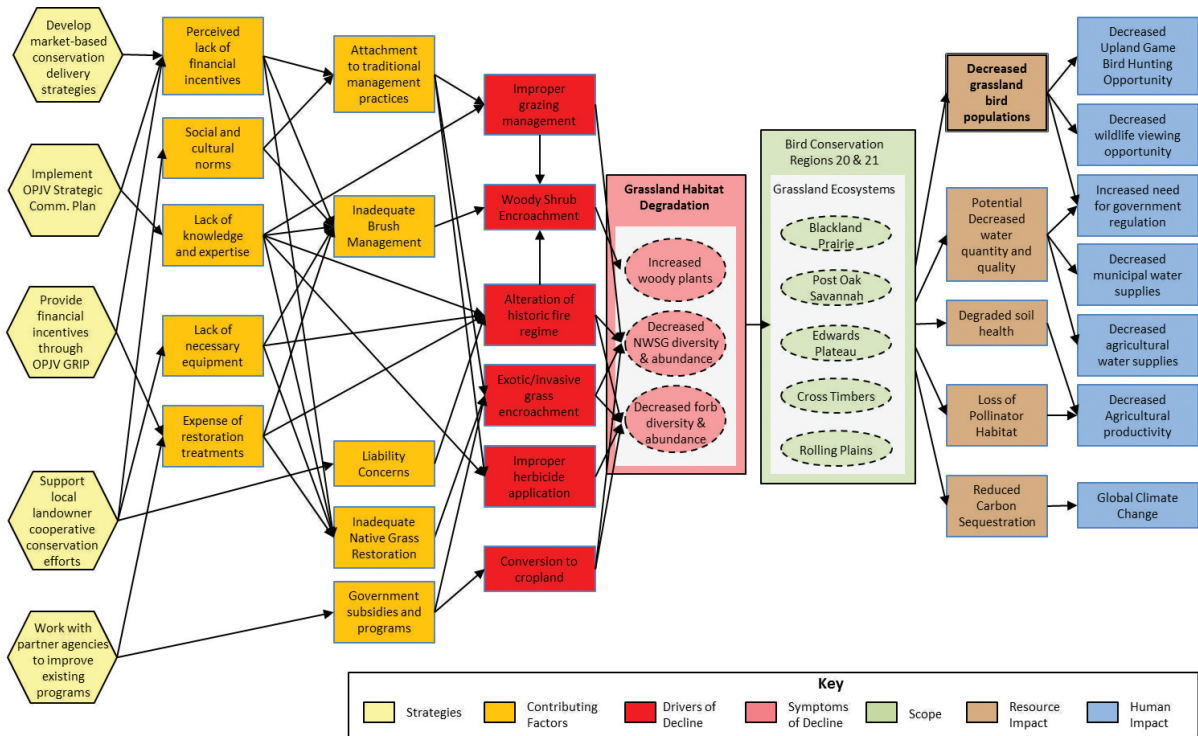 Develop
market-based
conservation
delivery
strategies
Implement
OPJV Strategic
Comm. Plan
Provide
financial
incentives
through
OPJV GRIP
Support
local
landowner
cooperative
conservation
efforts
Work with
partner agencies
to improve
existing
programs
Perceived
lack of
financial
incentives
Social and
cultural
norms
Lack of
knowledge
and expertise
Lack of
necessary
equipment
Expense of
restoration
treatments
Attachment
to traditional
management
practices
Inadequate
Brush
Management
Liability
Concerns
Inadequate
Native Grass
Restoration
Government
subsidies and
programs
Improper
grazing
management
Woody Shrub
Encroachment
Alteration of
historic fire
regime
Exotic/invasive
grass
encroachment
Improper
herbicide
application
Conversion to
cropland
Grassland Habitat
Degradation
Increased
woody plants
Decreased
NWSG diversity
& abundance
Decreased forb
diversity &
abundance
Bird Conservation
Regions 20 & 21
Grassland Ecosystems
Blackland
Prairie
Post Oak
Savannah
Edwards
Plateau
Cross Timbers
Rolling Plains
Decreased
grassland
bird
populations
Potential
Decreased
water
quantity and
quality
Degraded soil
health
Loss of
Pollinator
Habitat
Reduced
Carbon
Sequestration
Decreased
Upland Game
Bird Hunting
Opportunity
Decreased
wildlife viewing
opportunity
Increased need
for government
regulation
Decreased
municipal water
supplies
Decreased
agricultural
water supplies
Decreased
Agricultural
productivity
Global Climate
Change
Key
Strategies
Contributing
Factors
Drivers of
Decline
Symptoms
of Decline
Scope
Resource
Impact
Human
Impact